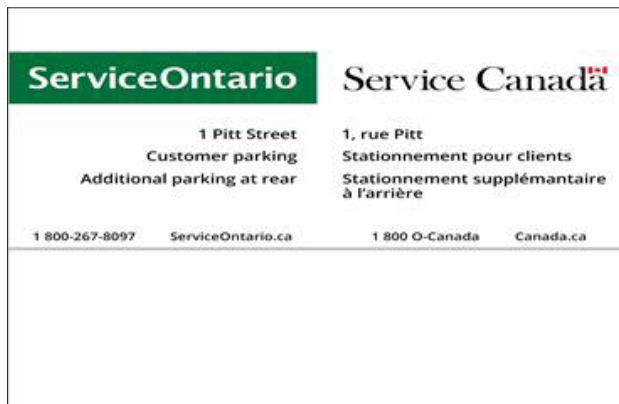 ServiceOntario
Service Canada
1 Pitt Street
Customer parking
Additional parking at rear
1, rue Pitt
Stationnement pour clients
Stationnement supplémantaire
à l'arrière
1 800-267-8097 ServiceOntario.ca
1 800 O-Canada Canada.ca